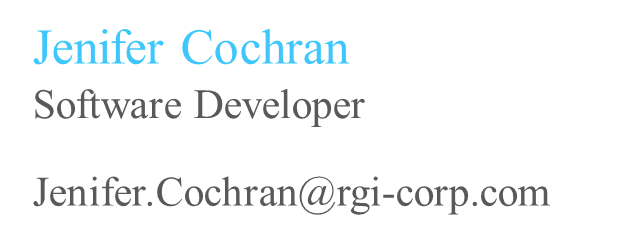 Jenifer Cochran
Software Developer
Jenifer.Cochran@rgi-corp.com